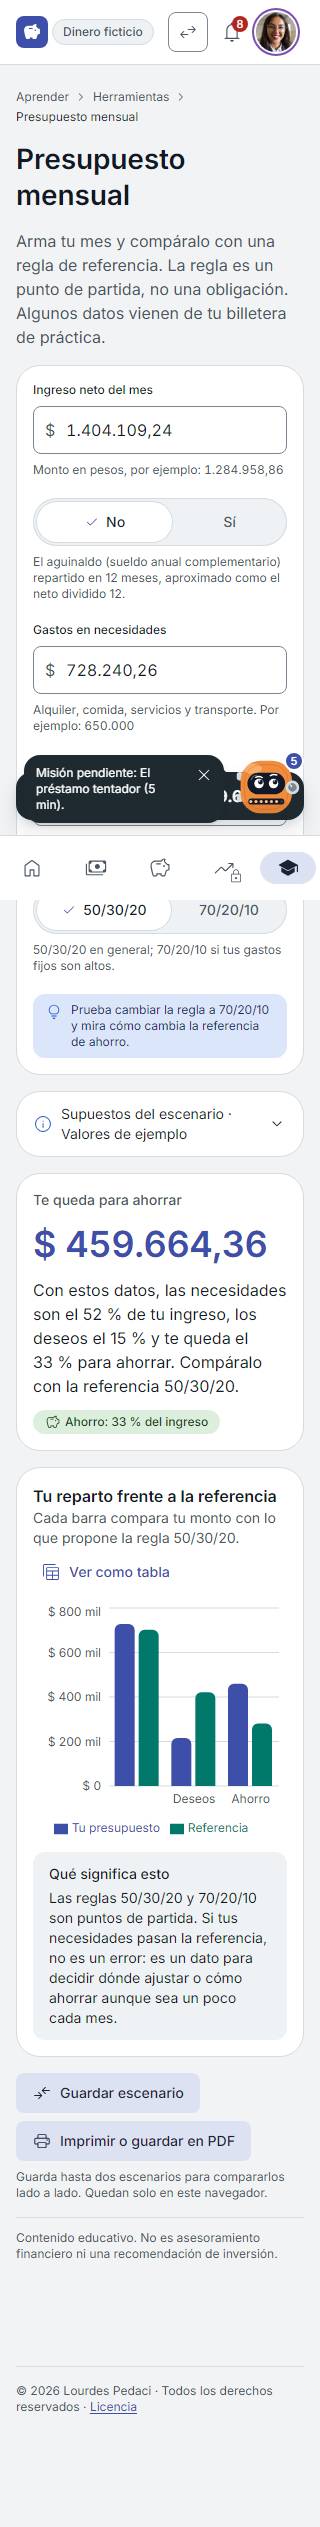 Dinero ficticio
8
Aprender > Herramientas >
Presupuesto mensual
Presupuesto
mensual
Arma tu mes y compáralo con una
regla de referencia. La regla es un
punto de partida, no una obligación.
Algunos datos vienen de tu billetera
de práctica.
Ingreso neto del mes
$ 1.404.109,24
Monto en pesos, por ejemplo: 1.284.958,86
No
Sí
El aguinaldo (sueldo anual complementario)
repartido en 12 meses, aproximado como el
neto dividido 12.
Gastos en necesidades
$ 728.240,26
Alquiler, comida, servicios y transporte. Por
ejemplo: 650.000
Misión pendiente: El
préstamo tentador (5
min).
5
50/30/20
70/20/10
50/30/20 en general; 70/20/10 si tus gastos
fijos son altos.
Prueba cambiar la regla a 70/20/10
y mira cómo cambia la referencia
de ahorro.
Supuestos del escenario ·
Valores de ejemplo
Te queda para ahorrar
$ 459.664,36
Con estos datos, las necesidades
son el 52 % de tu ingreso, los
deseos el 15 % y te queda el
33 % para ahorrar. Compáralo
con la referencia 50/30/20.
Ahorro: 33 % del ingreso
Tu reparto frente a la referencia
Cada barra compara tu monto con lo
que propone la regla 50/30/20.
Ver como tabla
$ 800 mil
$ 600 mil
$ 400 mil
$ 200 mil
$ 0
Deseos
Ahorro
Tu presupuesto
Referencia
Qué significa esto
Las reglas 50/30/20 y 70/20/10
son puntos de partida. Si tus
necesidades pasan la referencia,
no es un error: es un dato para
decidir dónde ajustar o cómo
ahorrar aunque sea un poco
cada mes.
Guardar escenario
Imprimir o guardar en PDF
Guarda hasta dos escenarios para compararlos
lado a lado. Quedan solo en este navegador.
Contenido educativo. No es asesoramiento
financiero ni una recomendación de inversión.
© 2026 Lourdes Pedaci · Todos los derechos
reservados · Licencia